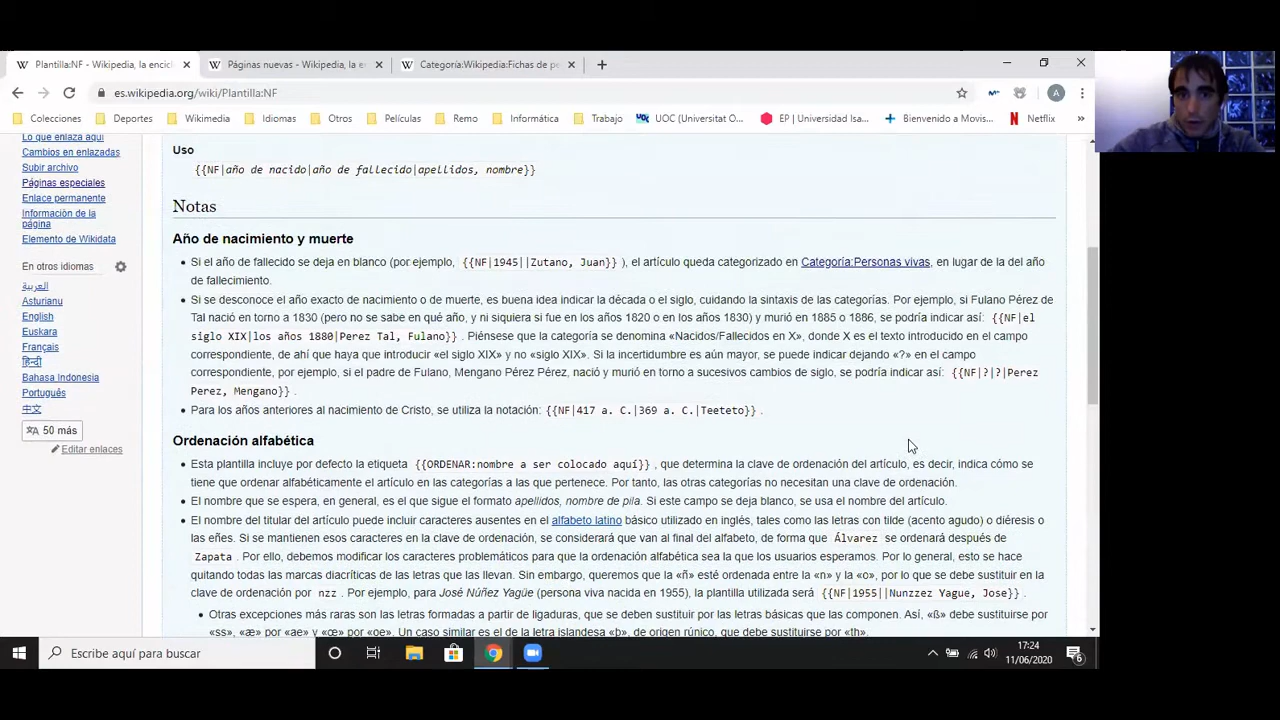 Plantilla:NF - Wikipedia, la encicl
Páginas nuevas - Wikipedia, la en
Categoría:Wikipedia:Fichas de pe
es.wikipedia.org/wiki/Plantilla:NF
Colecciones
Deportes
Wikimedia
Idiomas
Otros
Películas
Remo
Informática
Trabajo
UOC (Universitat O...
EP | Universidad Isa...
Bienvenido a Movis...
Netflix
»
Lo que enlaza aquí
Cambios en enlazadas
Subir archivo
Páginas especiales
Enlace permanente
Información de la
página
Elemento de Wikidata
En otros idiomas
العربية
Asturianu
English
Euskara
Français
हिन्दी
Bahasa Indonesia
Português
中文
50 más
Editar enlaces
Uso
{{NF|año de nacido|año de fallecido|apellidos, nombre}}
Notas
Año de nacimiento y muerte
Si el año de fallecido se deja en blanco (por ejemplo, {{NF|1945||Zutano, Juan}} ), el artículo queda categorizado en Categoría:Personas vivas, en lugar de la del año
de fallecimiento.
Si se desconoce el año exacto de nacimiento o de muerte, es buena idea indicar la década o el siglo, cuidando la sintaxis de las categorías. Por ejemplo, si Fulano Pérez de
Tal nació en torno a 1830 (pero no se sabe en qué año, y ni siquiera si fue en los años 1820 o en los años 1830) y murió en 1885 o 1886, se podría indicar así: {{NF|el
siglo XIX|los años 1880|Perez Tal, Fulano}} . Piénsese que la categoría se denomina «Nacidos/Fallecidos en X», donde X es el texto introducido en el campo
correspondiente, de ahí que haya que introducir «el siglo XIX» y no «siglo XIX». Si la incertidumbre es aún mayor, se puede indicar dejando «?» en el campo
correspondiente, por ejemplo, si el padre de Fulano, Mengano Pérez Pérez, nació y murió en torno a sucesivos cambios de siglo, se podría indicar así: {{NF|?|?|Perez
Perez, Mengano}} .
Para los años anteriores al nacimiento de Cristo, se utiliza la notación: {{NF|417 a. C.|369 a. C.|Teeteto}} .
Ordenación alfabética
Esta plantilla incluye por defecto la etiqueta {{ORDENAR:nombre a ser colocado aquí}} , que determina la clave de ordenación del artículo, es decir, indica cómo se
tiene que ordenar alfabéticamente el artículo en las categorías a las que pertenece. Por tanto, las otras categorías no necesitan una clave de ordenación.
El nombre que se espera, en general, es el que sigue el formato apellidos, nombre de pila. Si este campo se deja blanco, se usa el nombre del artículo.
El nombre del titular del artículo puede incluir caracteres ausentes en el alfabeto latino básico utilizado en inglés, tales como las letras con tilde (acento agudo) o diéresis o
las eñes. Si se mantienen esos caracteres en la clave de ordenación, se considerará que van al final del alfabeto, de forma que Álvarez se ordenará después de
Zapata . Por ello, debemos modificar los caracteres problemáticos para que la ordenación alfabética sea la que los usuarios esperamos. Por lo general, esto se hace
quitando todas las marcas diacríticas de las letras que las llevan. Sin embargo, queremos que la «ñ» esté ordenada entre la «n» y la «o», por lo que se debe sustituir en la
clave de ordenación por nzz . Por ejemplo, para José Núñez Yagüe (persona viva nacida en 1955), la plantilla utilizada será {{NF|1955||Nunzzez Yague, Jose}} .
Otras excepciones más raras son las letras formadas a partir de ligaduras, que se deben sustituir por las letras básicas que las componen. Así, «ß» debe sustituirse por
«ss», «æ» por «ae» y «œ» por «oe». Un caso similar es el de la letra islandesa «þ», de origen rúnico, que debe sustituirse por «th».
Escribe aquí para buscar
17:24
11/06/2020
6